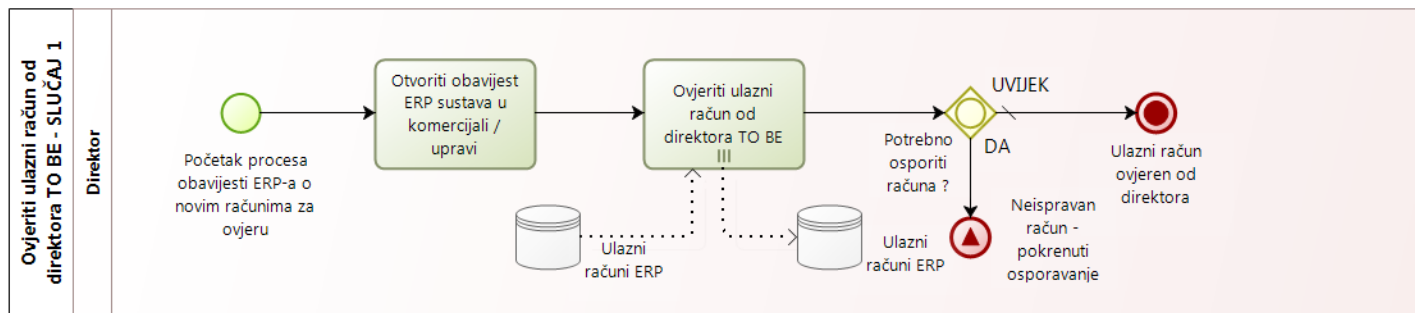 Ovjeriti ulazni račun od
direktora TO BE - SLUČAJ 1
Direktor
Početak procesa
obavijesti ERP-a o
novim računima za
ovjeru
Otvoriti obavijest
ERP sustava u
komercijali /
upravi
Ovjeriti ulazni
račun od
direktora TO BE
Ulazni
računi ERP
Ulazni
računi ERP
Potrebno
osporiti
računa ?
UVIJEK
DA
Neispravan
račun -
pokrenuti
osporavanje
Ulazni račun
ovjeren od
direktora